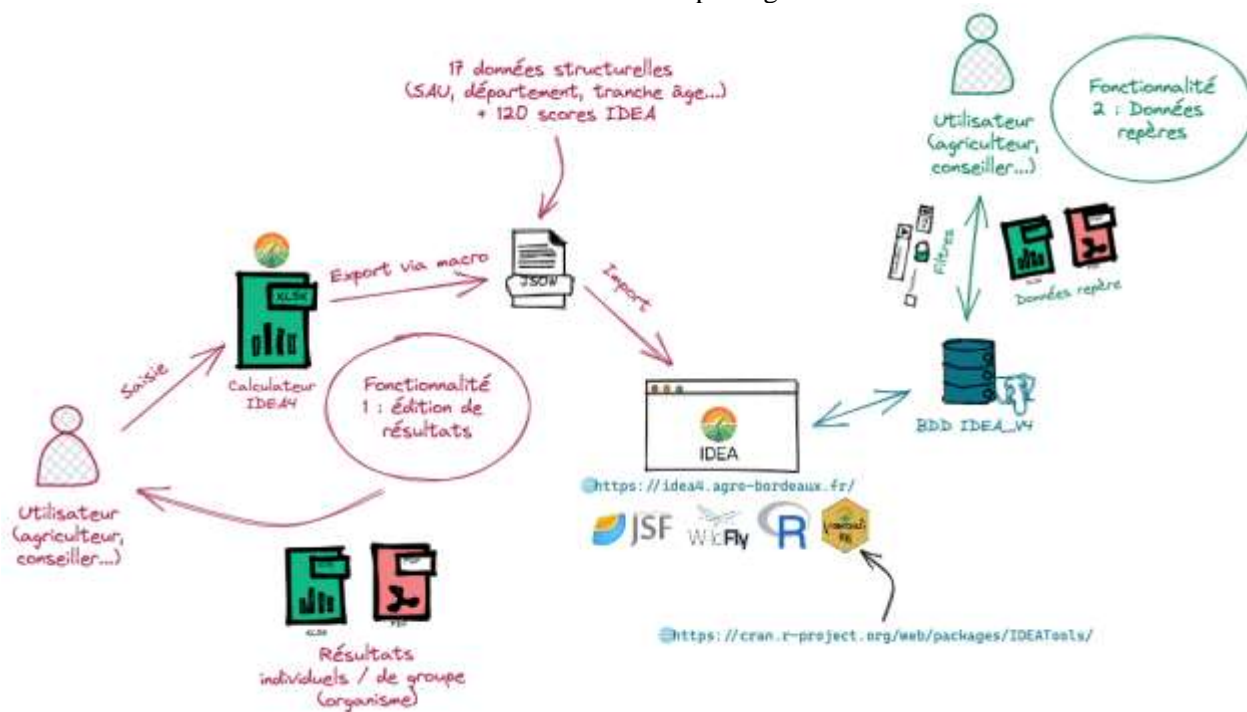 17 données structurelles
(SAU, département, tranche âge...)
+ 120 scores IDEA
Utilisateur
(agriculteur,
conseiller...)
Fonctionnalité
2 : Données
repères
Filtres
Données repère
Export via macro
JSON
Import
XLSX
Saisie
Calculateur
IDEA4
Fonctionnalité
1 : édition de
résultats
IDEA
BDD IDEA_V4
https://idea4.agro-bordeaux.fr/
JSF
WildFly
R
Utilisateur
(agriculteur,
conseiller...)
XLSX
PDF
https://cran.r-project.org/web/packages/IDEATools/
Résultats
individuels / de groupe
(organisme)